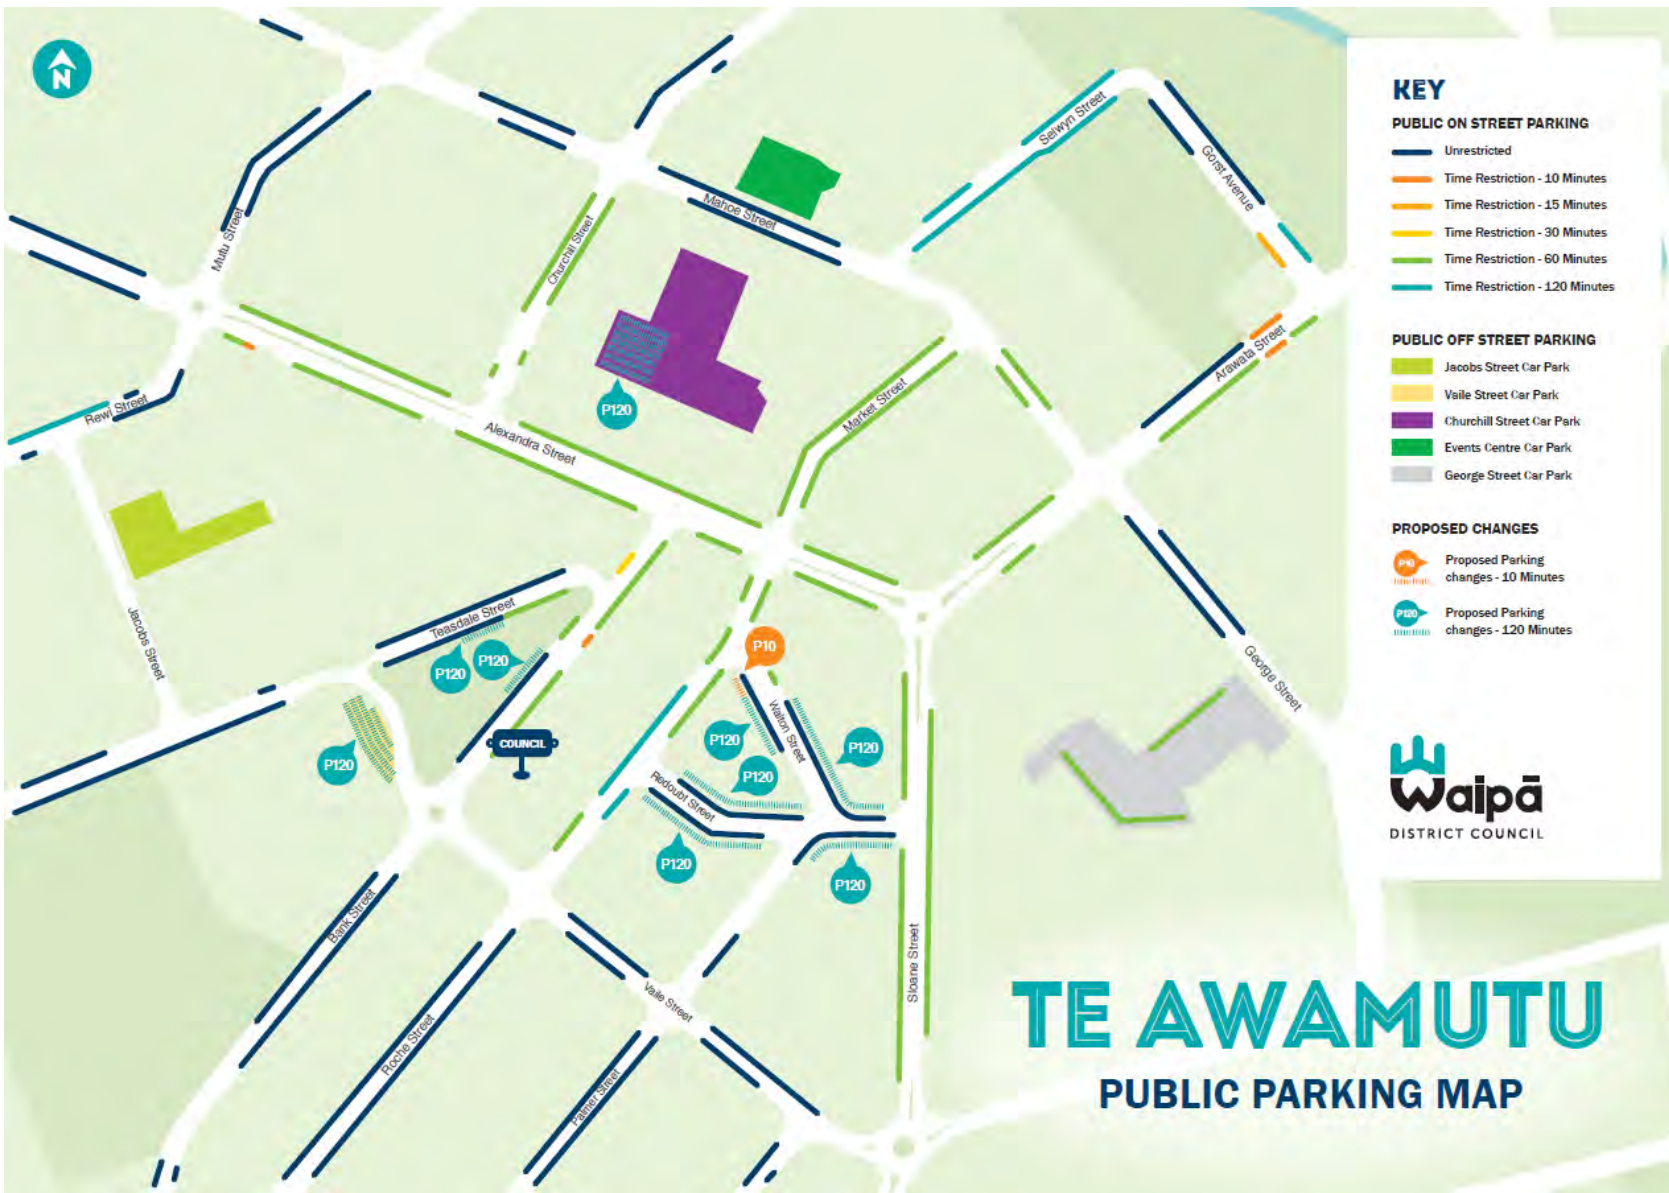 N
Selwyn Street
Gorst Avenue
Mahoe Street
Mutu Street
Churchill Street
Arawata Street
P120
Market Street
Rewi Street
Alexandra Street
Jacobs Street
Teasdale Street
P120
P120
P10
George Street
Walton Street
COUNCIL
P120
P120
P120
P120
Redoubt Street
P120
P120
Bank Street
Sloane Street
Vaile Street
Roche Street
Palmer Street
KEY
PUBLIC ON STREET PARKING
Unrestricted
Time Restriction - 10 Minutes
Time Restriction - 15 Minutes
Time Restriction - 30 Minutes
Time Restriction - 60 Minutes
Time Restriction - 120 Minutes
PUBLIC OFF STREET PARKING
Jacobs Street Car Park
Vaile Street Car Park
Churchill Street Car Park
Events Centre Car Park
George Street Car Park
PROPOSED CHANGES
P10
Proposed Parking
changes - 10 Minutes
P120
Proposed Parking
changes - 120 Minutes
Waipā
DISTRICT COUNCIL
TE AWAMUTU
PUBLIC PARKING MAP